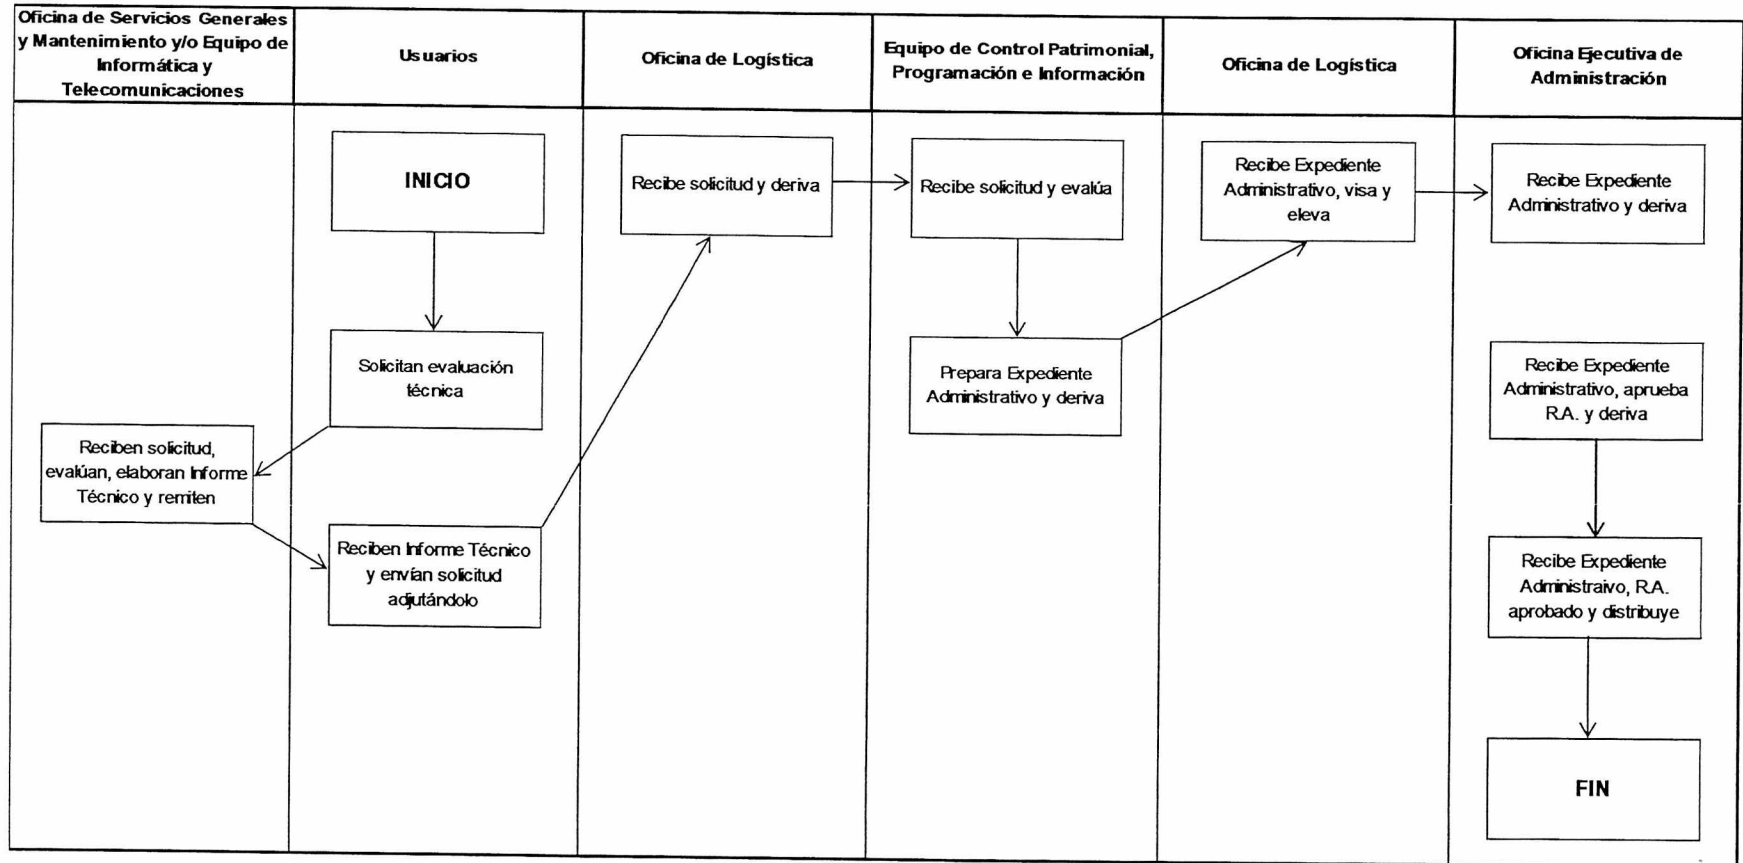 Oficina de Servicios Generales
y Mantenimiento y/o Equipo de
Informática y
Telecomunicaciones
Usuarios
Oficina de Logística
Equipo de Control Patrimonial,
Programación e Información
Oficina de Logística
Oficina Ejecutiva de
Administración
INICIO
Solicitan evaluación
técnica
Reciben solicitud,
evalúan, elaboran Informe
Técnico y remiten
Reciben Informe Técnico
y envían solicitud
adjutándolo
Recibe solicitud y deriva
Recibe solicitud y evalúa
Prepara Expediente
Administrativo y deriva
Recibe Expediente
Administrativo, visa y
eleva
Recibe Expediente
Administrativo y deriva
Recibe Expediente
Administrativo, aprueba
R.A. y deriva
Recibe Expediente
Administraivo, R.A.
aprobado y distribuye
FIN